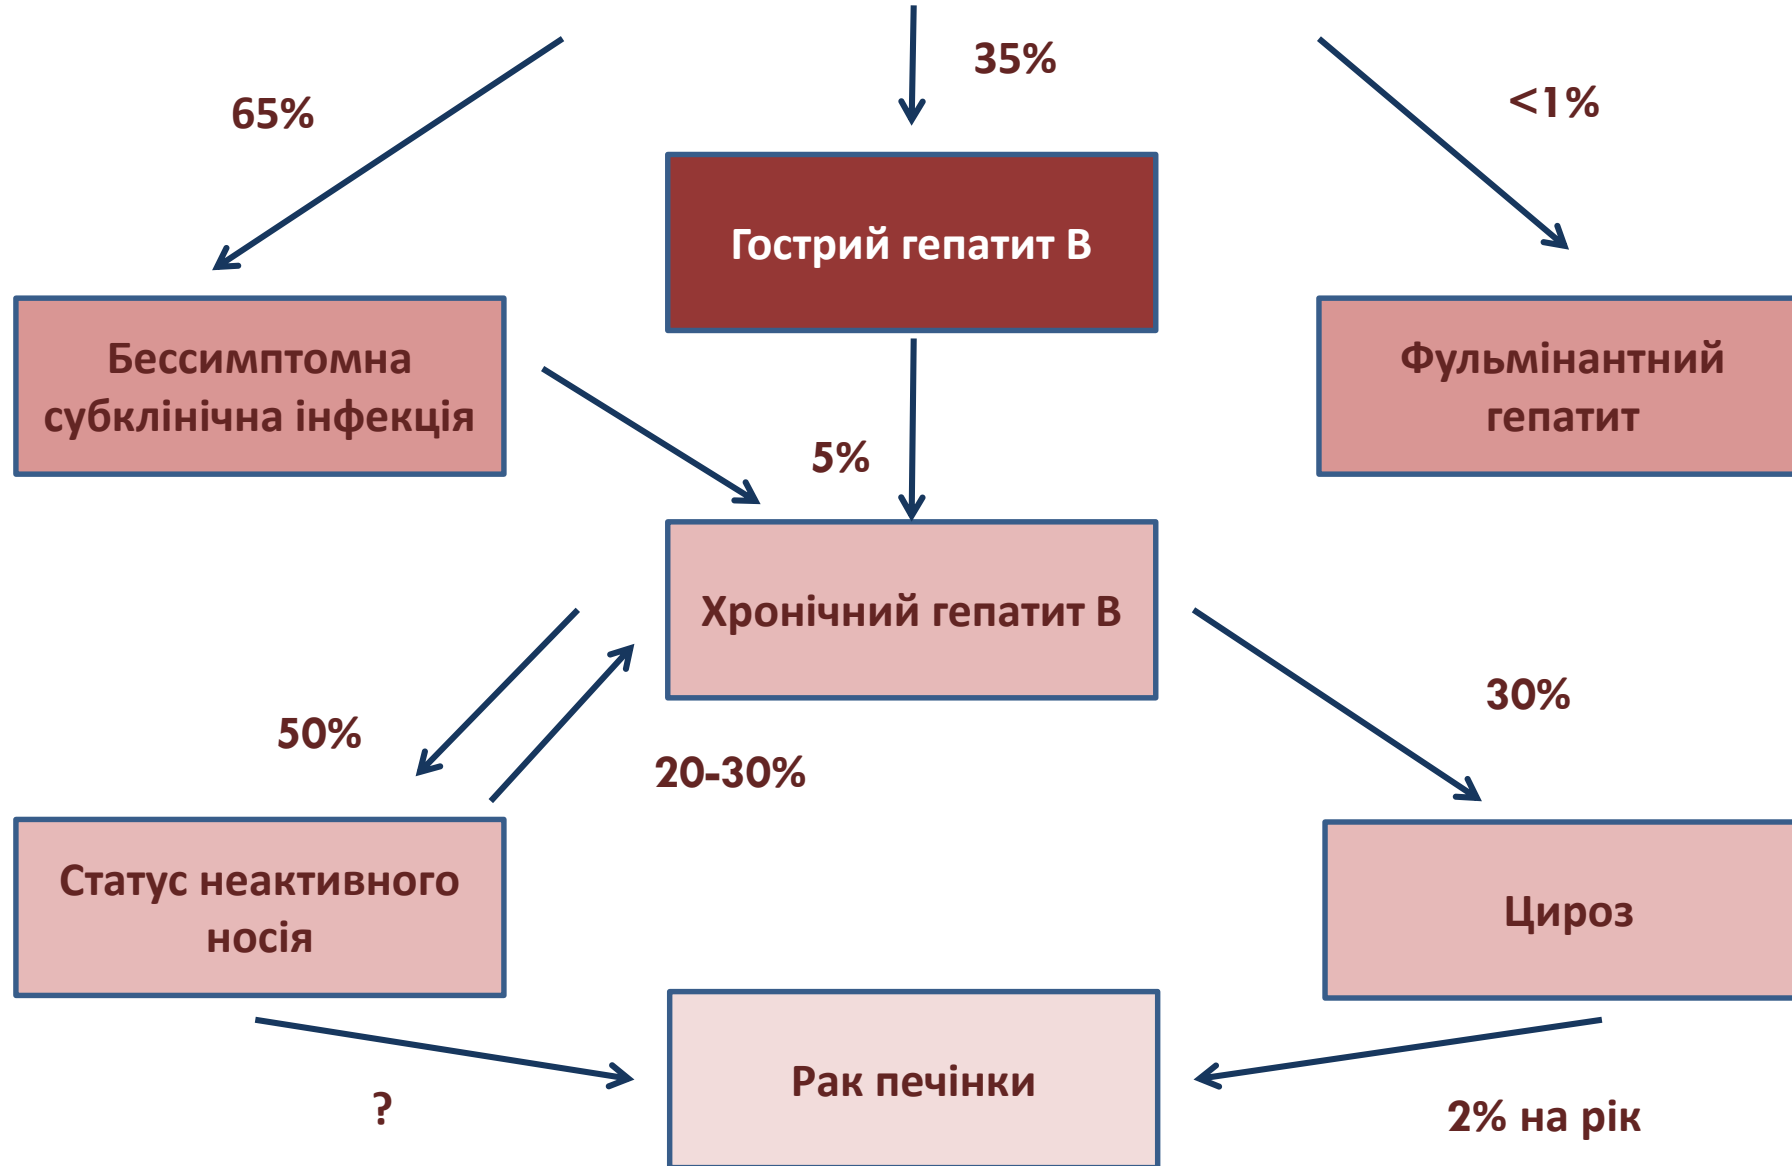 35%
65%
<1%
Гострий гепатит В
Бессимптомна
субклінічна інфекція
Фульмінантний
гепатит
5%
Хронічний гепатит В
50%
20-30%
30%
Статус неактивного
носія
Цироз
Рак печінки
?
2% на рік